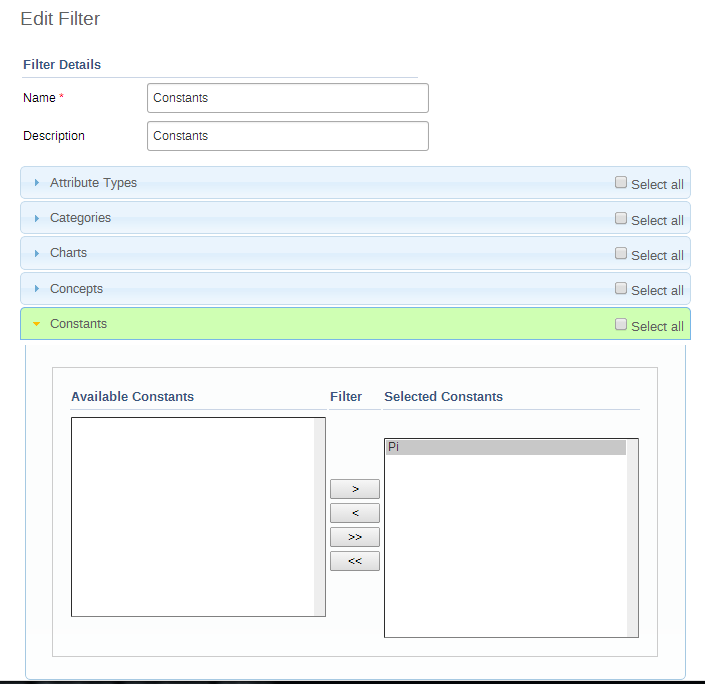 Edit Filter
Filter Details
Name * Constants
Description Constants
Attribute Types Select all
Categories Select all
Charts Select all
Concepts Select all
Constants Select all
Available Constants Filter Selected Constants
Pi
>
<
>>
<<